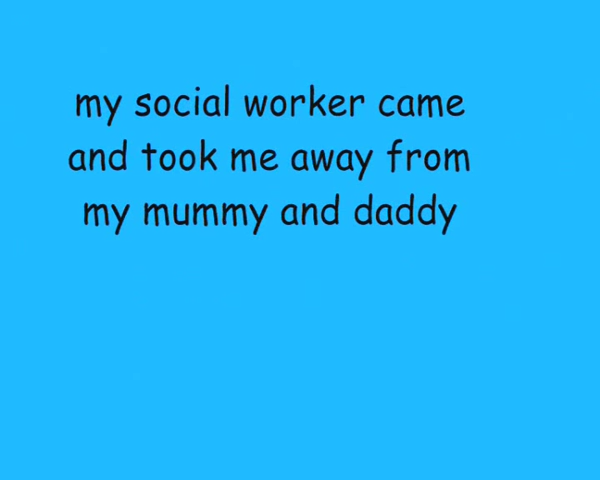 my social worker came
and took me away from
my mummy and daddy